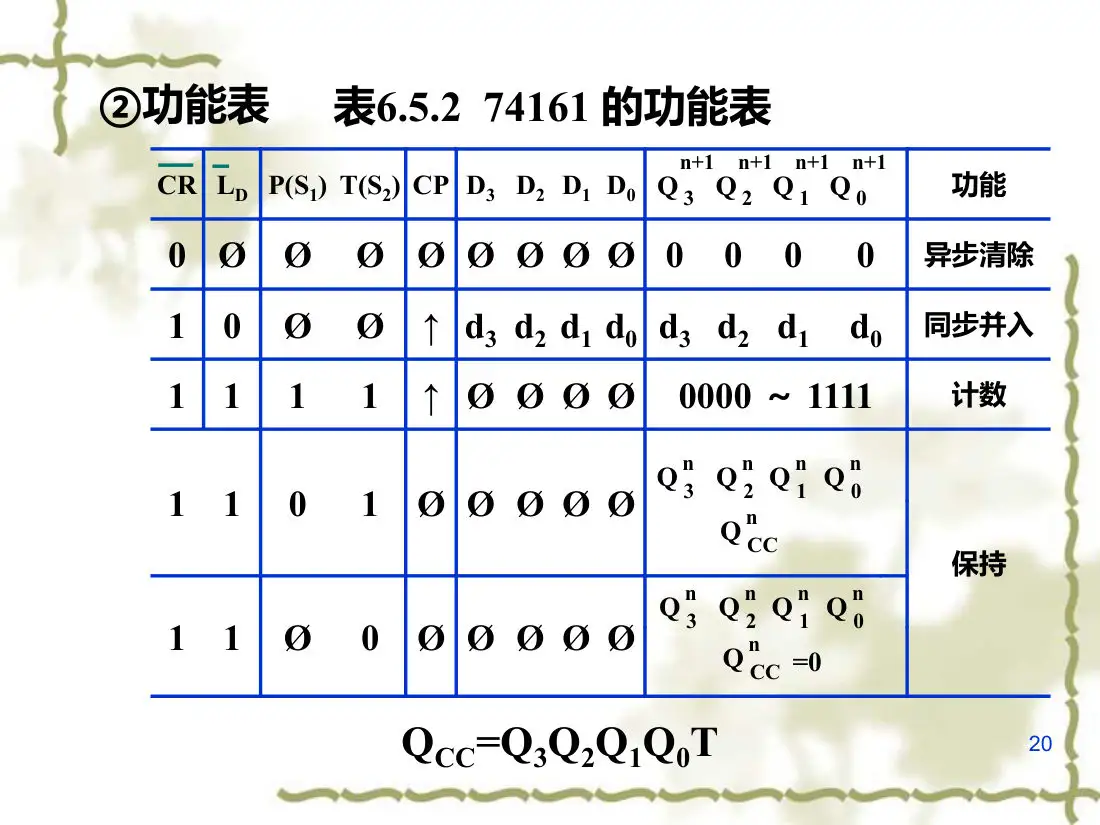 ②功能表 表6.5.2 74161 的功能表
C̅R̅ L̅D P(S1) T(S2) CP D3 D2 D1 D0 Q3n+1 Q2n+1 Q1n+1 Q0n+1 功能
0 Ø Ø Ø Ø Ø Ø Ø Ø 0 0 0 0 异步清除
1 0 Ø Ø ↑ d3 d2 d1 d0 d3 d2 d1 d0 同步并入
1 1 1 1 ↑ Ø Ø Ø Ø 0000 ~ 1111 计数
Q3n Q2n Q1n Q0n
1 1 0 1 Ø Ø Ø Ø Ø
QCCn
保持
Q3n Q2n Q1n Q0n
1 1 Ø 0 Ø Ø Ø Ø Ø
QCCn =0
QCC=Q3Q2Q1Q0T
20